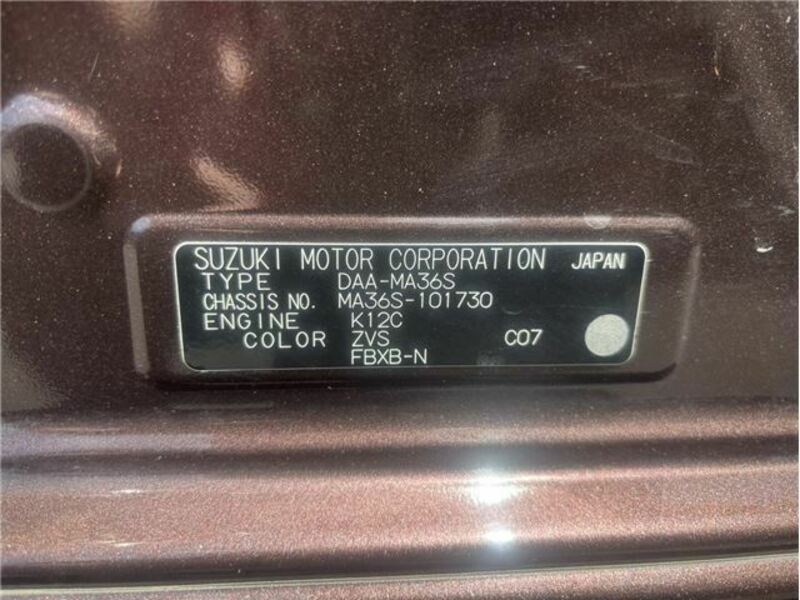 SUZUKI MOTOR CORPORATION JAPAN
TYPE DAA-MA36S
CHASSIS NO. MA36S-101730
ENGINE K12C
COLOR ZVS C07
FBXB-N